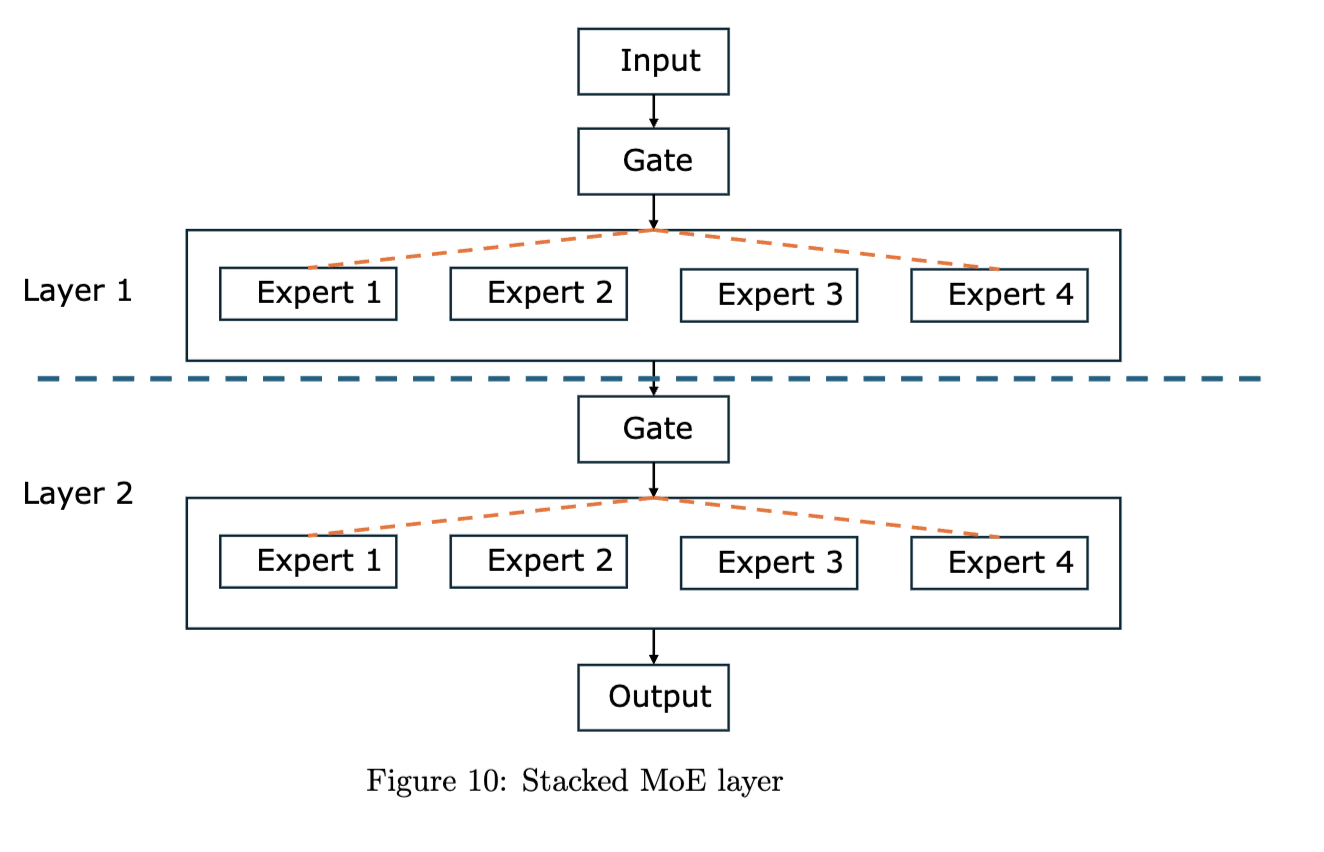 Input
Gate
Layer 1
Expert 1
Expert 2
Expert 3
Expert 4
Gate
Layer 2
Expert 1
Expert 2
Expert 3
Expert 4
Output
Figure 10: Stacked MoE layer